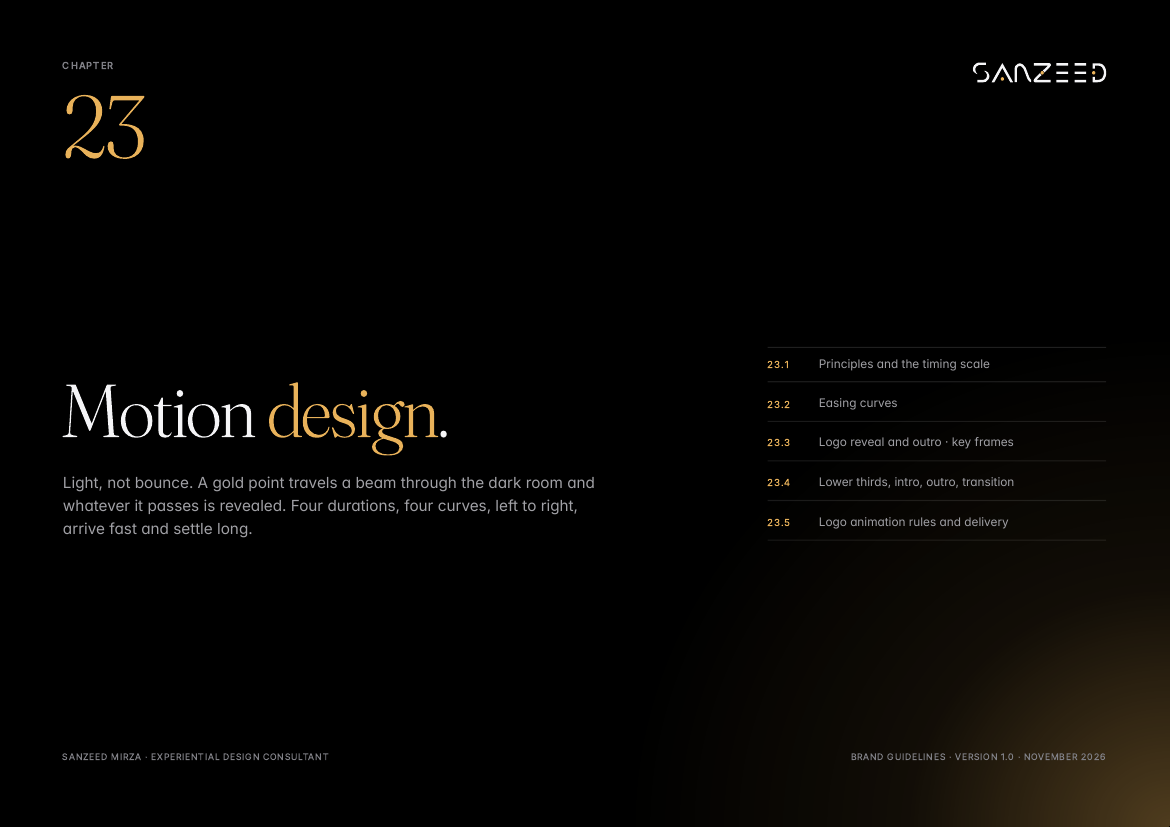 CHAPTER
23
SANZEED
Motion design.
Light, not bounce. A gold point travels a beam through the dark room and
whatever it passes is revealed. Four durations, four curves, left to right,
arrive fast and settle long.
23.1 Principles and the timing scale
23.2 Easing curves
23.3 Logo reveal and outro · key frames
23.4 Lower thirds, intro, outro, transition
23.5 Logo animation rules and delivery
SANZEED MIRZA · EXPERIENTIAL DESIGN CONSULTANT
BRAND GUIDELINES · VERSION 1.0 · NOVEMBER 2026